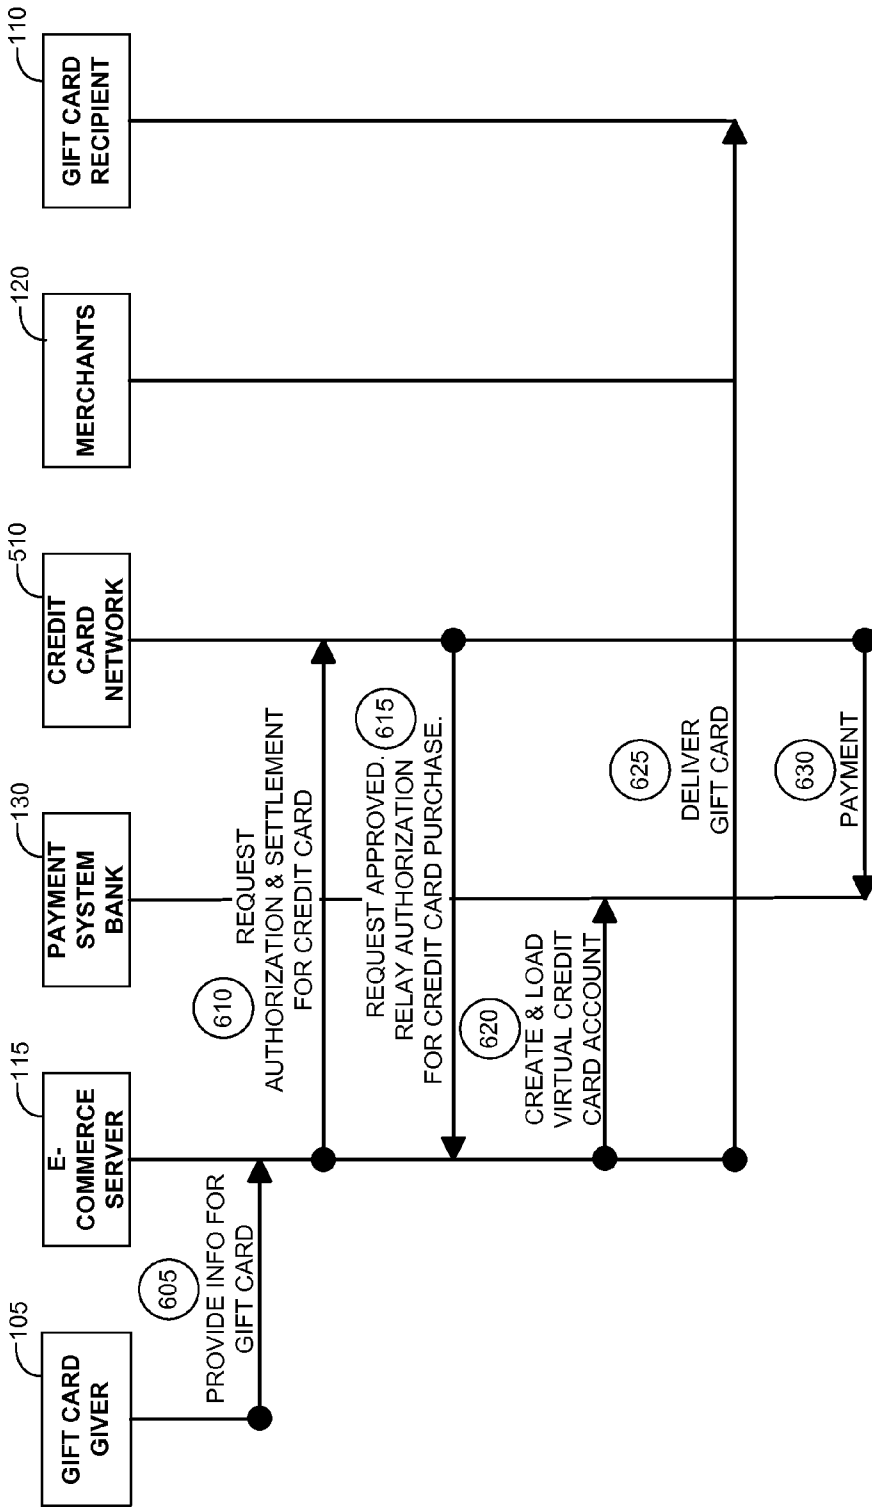 105
GIFT CARD
GIVER
115
E-
COMMERCE
SERVER
130
PAYMENT
SYSTEM
BANK
510
CREDIT
CARD
NETWORK
120
MERCHANTS
110
GIFT CARD
RECIPIENT
605
PROVIDE INFO FOR
GIFT CARD
610
REQUEST
AUTHORIZATION & SETTLEMENT
FOR CREDIT CARD
615
REQUEST APPROVED.
RELAY AUTHORIZATION
FOR CREDIT CARD PURCHASE.
620
CREATE & LOAD
VIRTUAL CREDIT
CARD ACCOUNT
625
DELIVER
GIFT CARD
630
PAYMENT